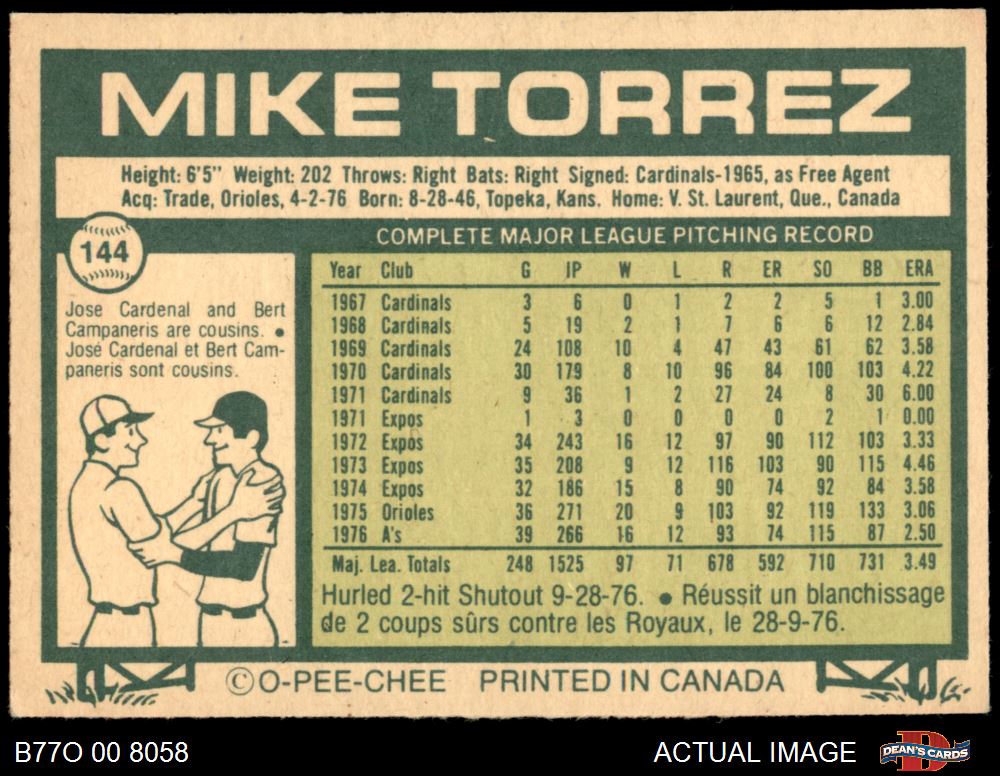 MIKE TORREZ
Height: 6'5" Weight: 202 Throws: Right Bats: Right Signed: Cardinals-1965, as Free Agent
Acq: Trade, Orioles, 4-2-76 Born: 8-28-46, Topeka, Kans. Home: V. St. Laurent, Que., Canada
144
Jose Cardenal and Bert
Campaneris are cousins. •
José Cardenal et Bert Cam-
paneris sont cousins.
COMPLETE MAJOR LEAGUE PITCHING RECORD
Year Club G IP W L R ER SO BB ERA
1967 Cardinals 3 6 0 1 2 2 5 1 3.00
1968 Cardinals 5 19 2 1 7 6 6 12 2.84
1969 Cardinals 24 108 10 4 47 43 61 62 3.58
1970 Cardinals 30 179 8 10 96 84 100 103 4.22
1971 Cardinals 9 36 1 2 27 24 8 30 6.00
1971 Expos 1 3 0 0 0 0 2 1 0.00
1972 Expos 34 243 16 12 97 90 112 103 3.33
1973 Expos 35 208 9 12 116 103 90 115 4.46
1974 Expos 32 186 15 8 90 74 92 84 3.58
1975 Orioles 36 271 20 9 103 92 119 133 3.06
1976 A's 39 266 16 12 93 74 115 87 2.50
Maj. Lea. Totals 248 1525 97 71 678 592 710 731 3.49
Hurled 2-hit Shutout 9-28-76. • Réussit un blanchissage
de 2 coups sûrs contre les Royaux, le 28-9-76.
© O-PEE-CHEE PRINTED IN CANADA
B77O 00 8058
ACTUAL IMAGE
D
DEAN'S CARDS